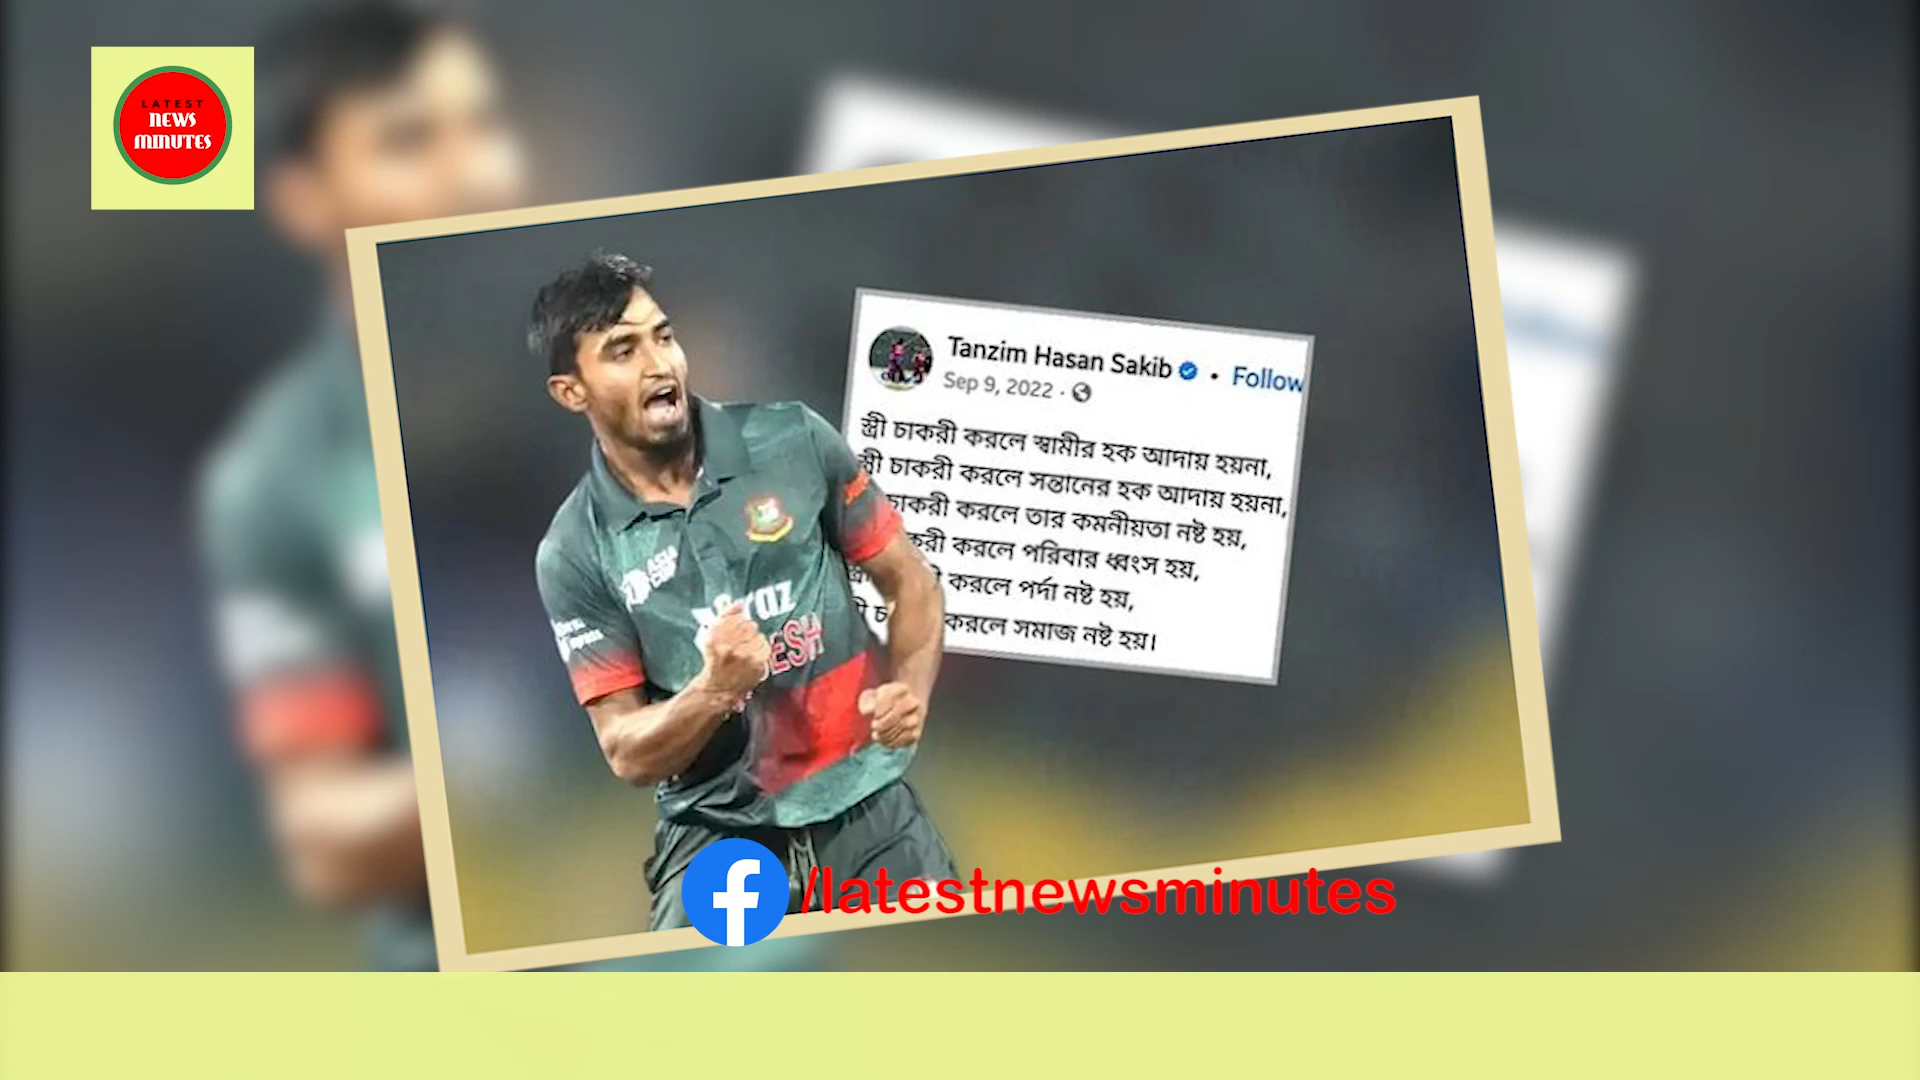 LATEST
NEWS
MINUTES
Tanzim Hasan Sakib • Follow
Sep 9, 2022 ·
স্ত্রী চাকরী করলে স্বামীর হক আদায় হয়না,
স্ত্রী চাকরী করলে সন্তানের হক আদায় হয়না,
চাকরী করলে তার কমনীয়তা নষ্ট হয়,
করী করলে পরিবার ধ্বংস হয়,
করলে পর্দা নষ্ট হয়,
করলে সমাজ নষ্ট হয়।
ASIA
CUP
ESH
/latestnewsminutes